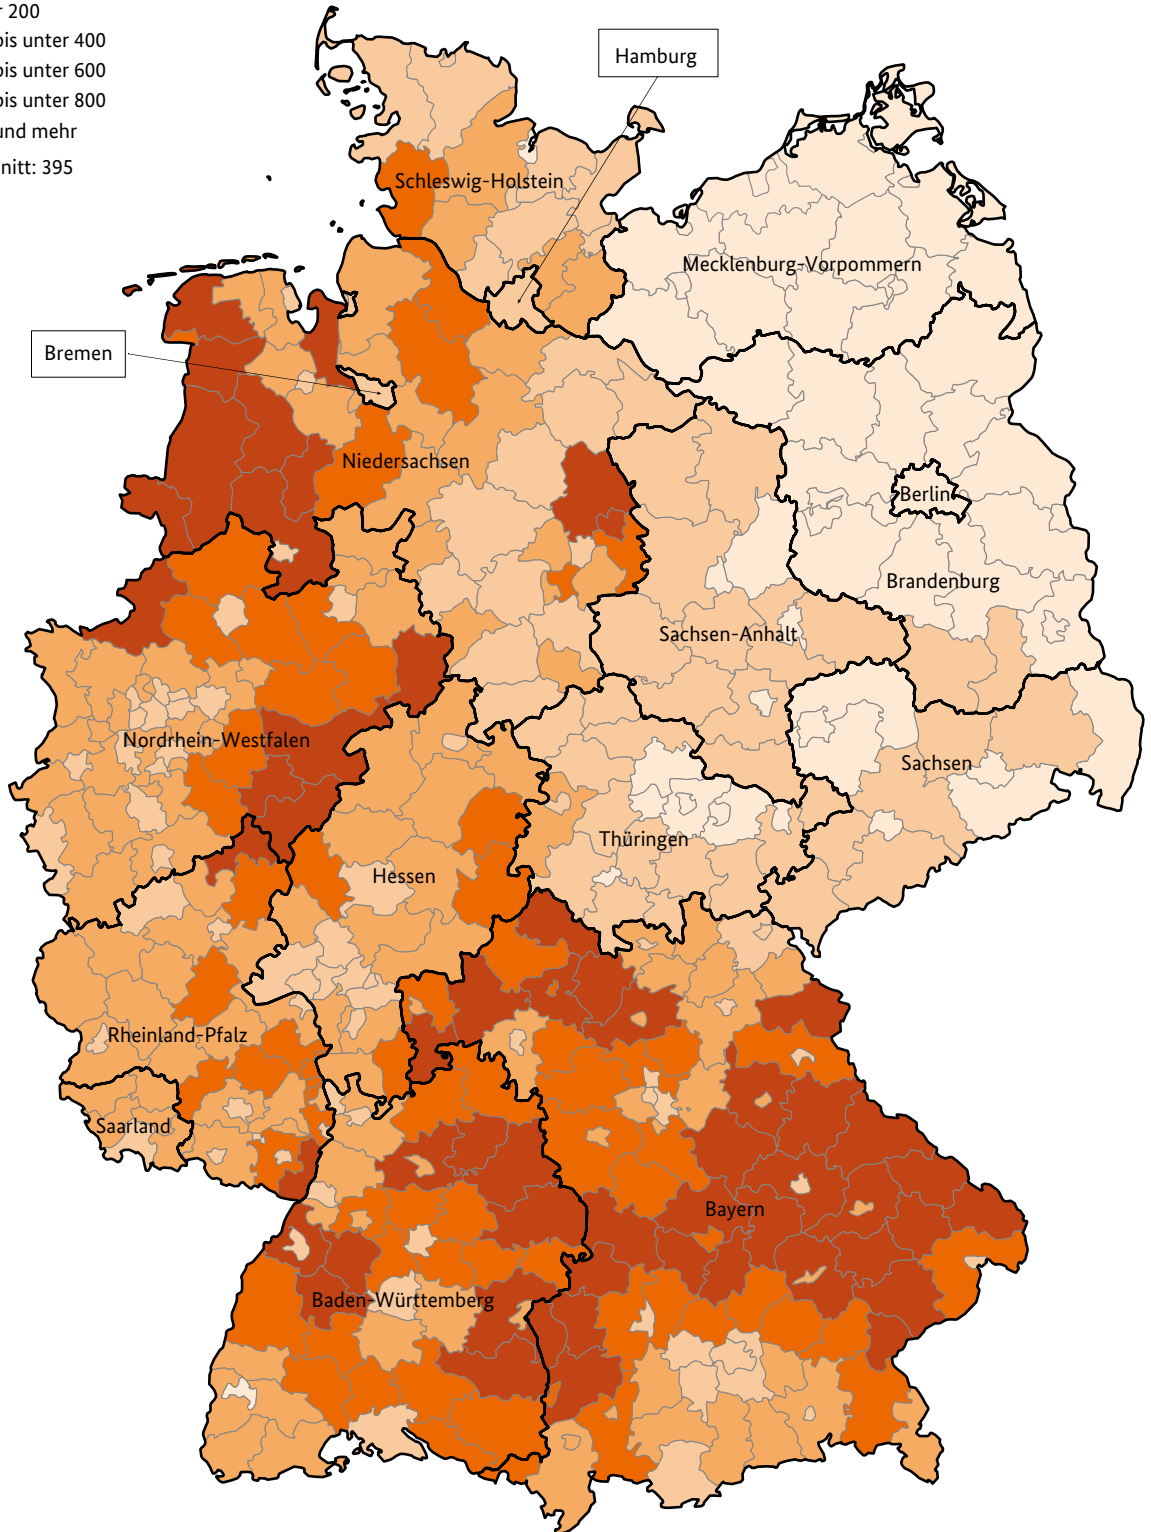 200
bis unter 400
bis unter 600
bis unter 800
und mehr
nitt: 395
Hamburg
Schleswig-Holstein
Mecklenburg-Vorpommern
Bremen
Niedersachsen
Berlin
Brandenburg
Sachsen-Anhalt
Nordrhein-Westfalen
Sachsen
Thüringen
Hessen
Rheinland-Pfalz
Saarland
Bayern
Baden-Württemberg